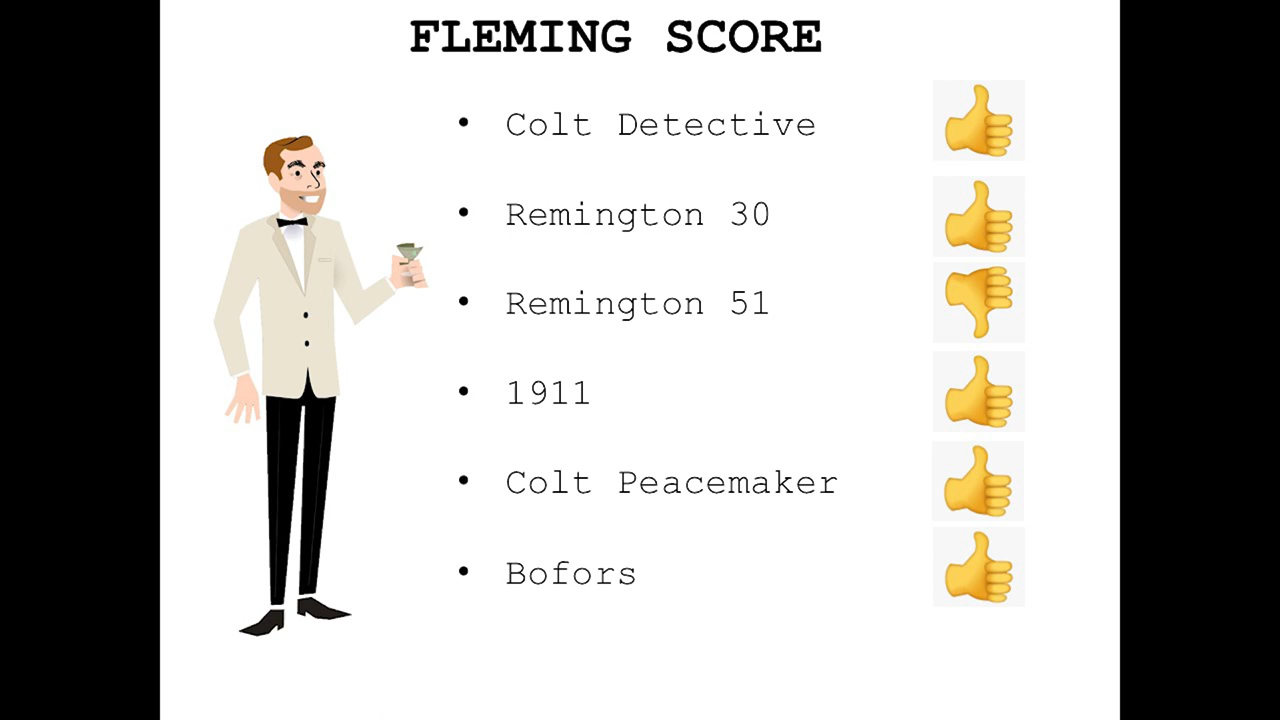 FLEMING SCORE
• Colt Detective
• Remington 30
• Remington 51
• 1911
• Colt Peacemaker
• Bofors